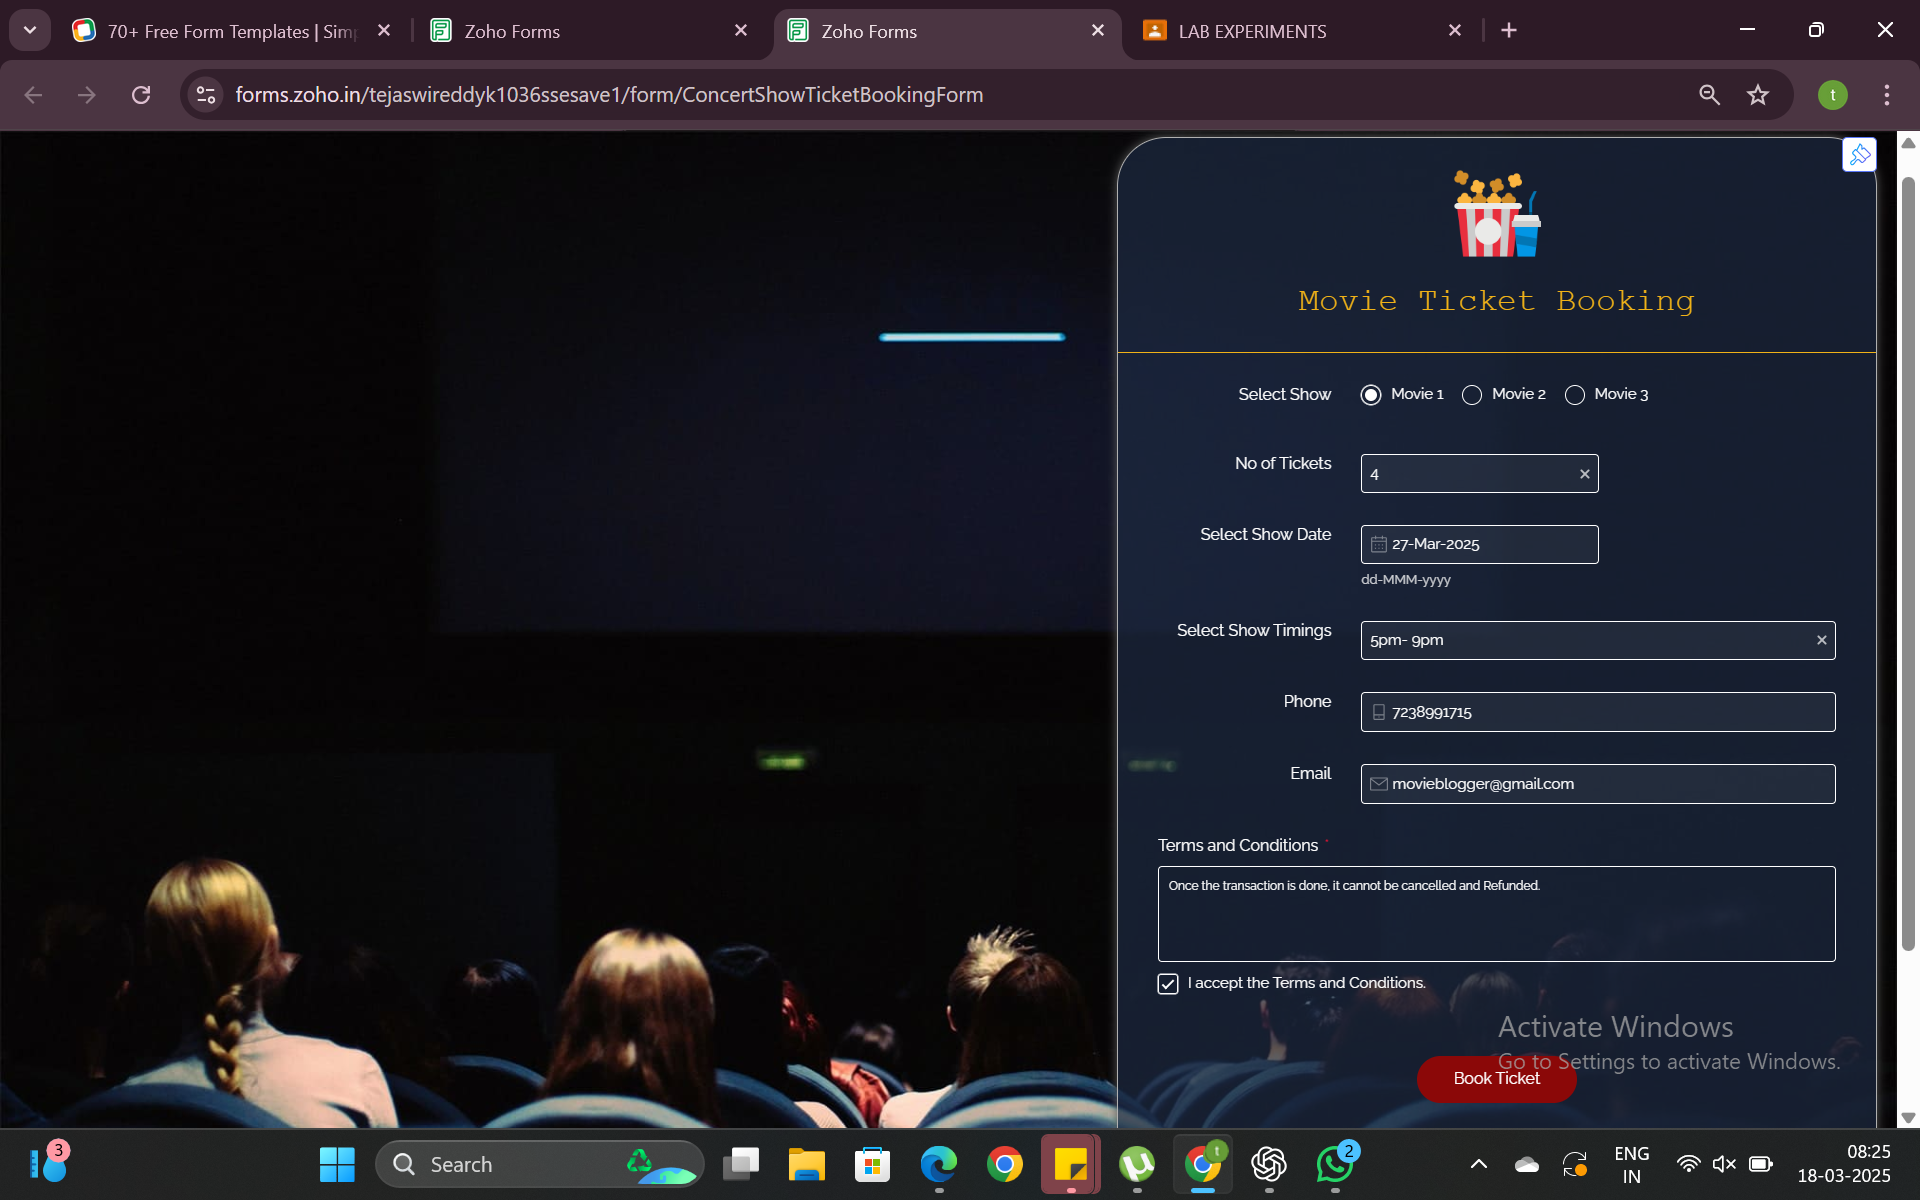 70+ Free Form Templates | Sim
Zoho Forms
Zoho Forms
LAB EXPERIMENTS
forms.zoho.in/tejaswireddyk1036ssesave1/form/ConcertShowTicketBookingForm
t
Movie Ticket Booking
Select Show Movie 1 Movie 2 Movie 3
No of Tickets 4
Select Show Date 27-Mar-2025
dd-MMM-yyyy
Select Show Timings 5pm- 9pm
Phone 7238991715
Email movieblogger@gmail.com
Terms and Conditions *
Once the transaction is done, it cannot be cancelled and Refunded.
I accept the Terms and Conditions.
Activate Windows
Go to Settings to activate Windows.
Book Ticket
3
Search
t
2
ENG
IN
08:25
18-03-2025